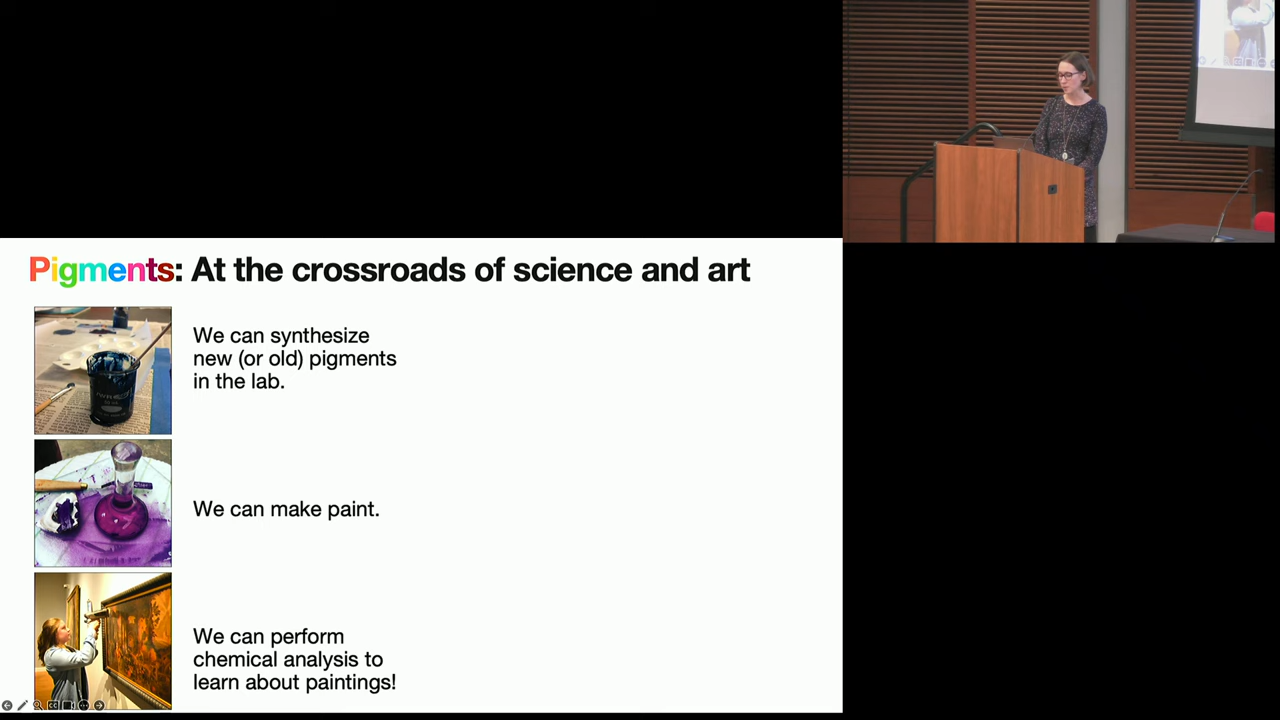 Pigments: At the crossroads of science and art
We can synthesize
new (or old) pigments
in the lab.
We can make paint.
We can perform
chemical analysis to
learn about paintings!